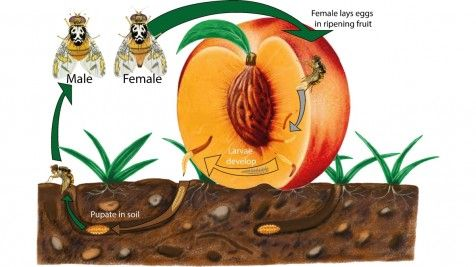 Male
Female
Female lays eggs
in ripening fruit
Larvae
develop
Pupate in soil